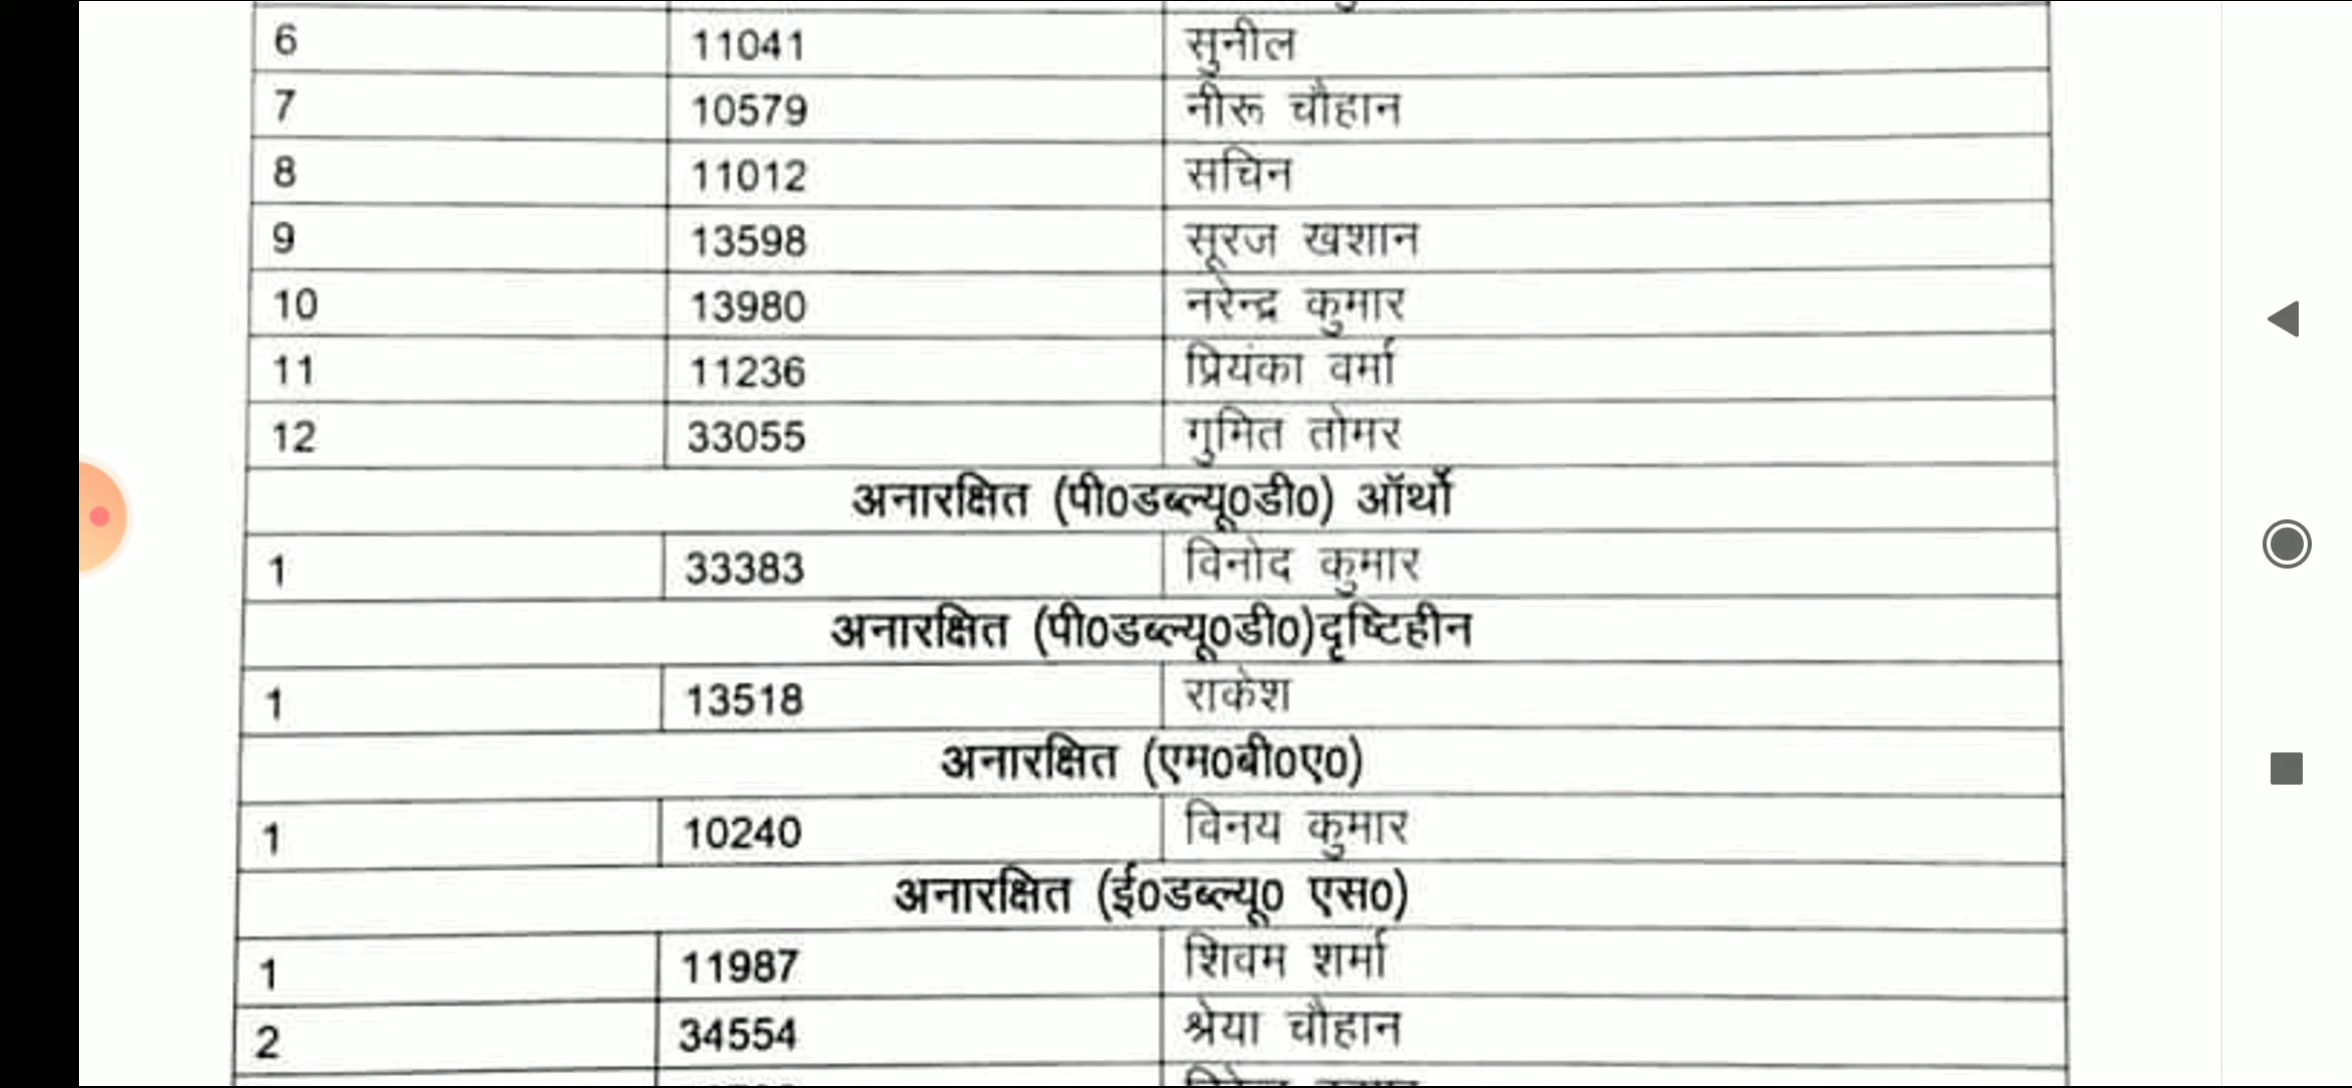 6 11041 सुनील
7 10579 नीरू चौहान
8 11012 सचिन
9 13598 सूरज खशान
10 13980 नरेन्द्र कुमार
11 11236 प्रियंका वर्मा
12 33055 गुमित तोमर
अनारक्षित (पी0डब्ल्यू0डी0) ऑर्थो
1 33383 विनोद कुमार
अनारक्षित (पी0डब्ल्यू0डी0)दृष्टिहीन
1 13518 राकेश
अनारक्षित (एम0बी0ए0)
1 10240 विनय कुमार
अनारक्षित (ई0डब्ल्यू0 एस0)
1 11987 शिवम शर्मा
2 34554 श्रेया चौहान